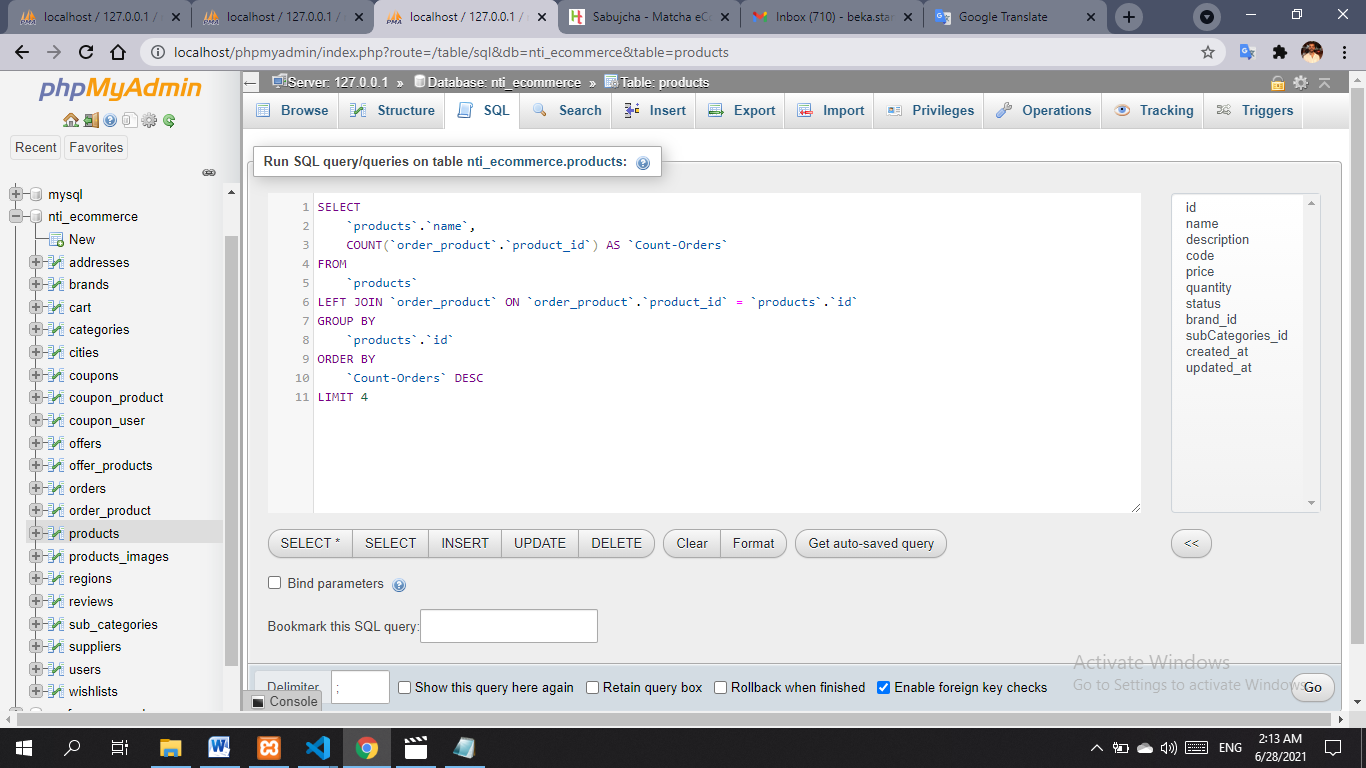 localhost / 127.0.0.1 /
localhost / 127.0.0.1 /
localhost / 127.0.0.1 /
Sabujcha - Matcha eC
Inbox (710) - beka.sta
Google Translate
localhost/phpmyadmin/index.php?route=/table/sql&db=nti_ecommerce&table=products
phpMyAdmin
Recent
Favorites
mysql
nti_ecommerce
New
addresses
brands
cart
categories
cities
coupons
coupon_product
coupon_user
offers
offer_products
orders
order_product
products
products_images
regions
reviews
sub_categories
suppliers
users
wishlists
Server: 127.0.0.1 » Database: nti_ecommerce » Table: products
Browse
Structure
SQL
Search
Insert
Export
Import
Privileges
Operations
Tracking
Triggers
Run SQL query/queries on table nti_ecommerce.products:
1 SELECT
2 `products`.`name`,
3 COUNT(`order_product`.`product_id`) AS `Count-Orders`
4 FROM
5 `products`
6 LEFT JOIN `order_product` ON `order_product`.`product_id` = `products`.`id`
7 GROUP BY
8 `products`.`id`
9 ORDER BY
10 `Count-Orders` DESC
11 LIMIT 4
id
name
description
code
price
quantity
status
brand_id
subCategories_id
created_at
updated_at
SELECT *
SELECT
INSERT
UPDATE
DELETE
Clear
Format
Get auto-saved query
<<
Bind parameters
Bookmark this SQL query:
Delimiter
;
Show this query here again
Retain query box
Rollback when finished
Enable foreign key checks
Go
Console
Activate Windows
Go to Settings to activate Windows.
ENG
2:13 AM
6/28/2021